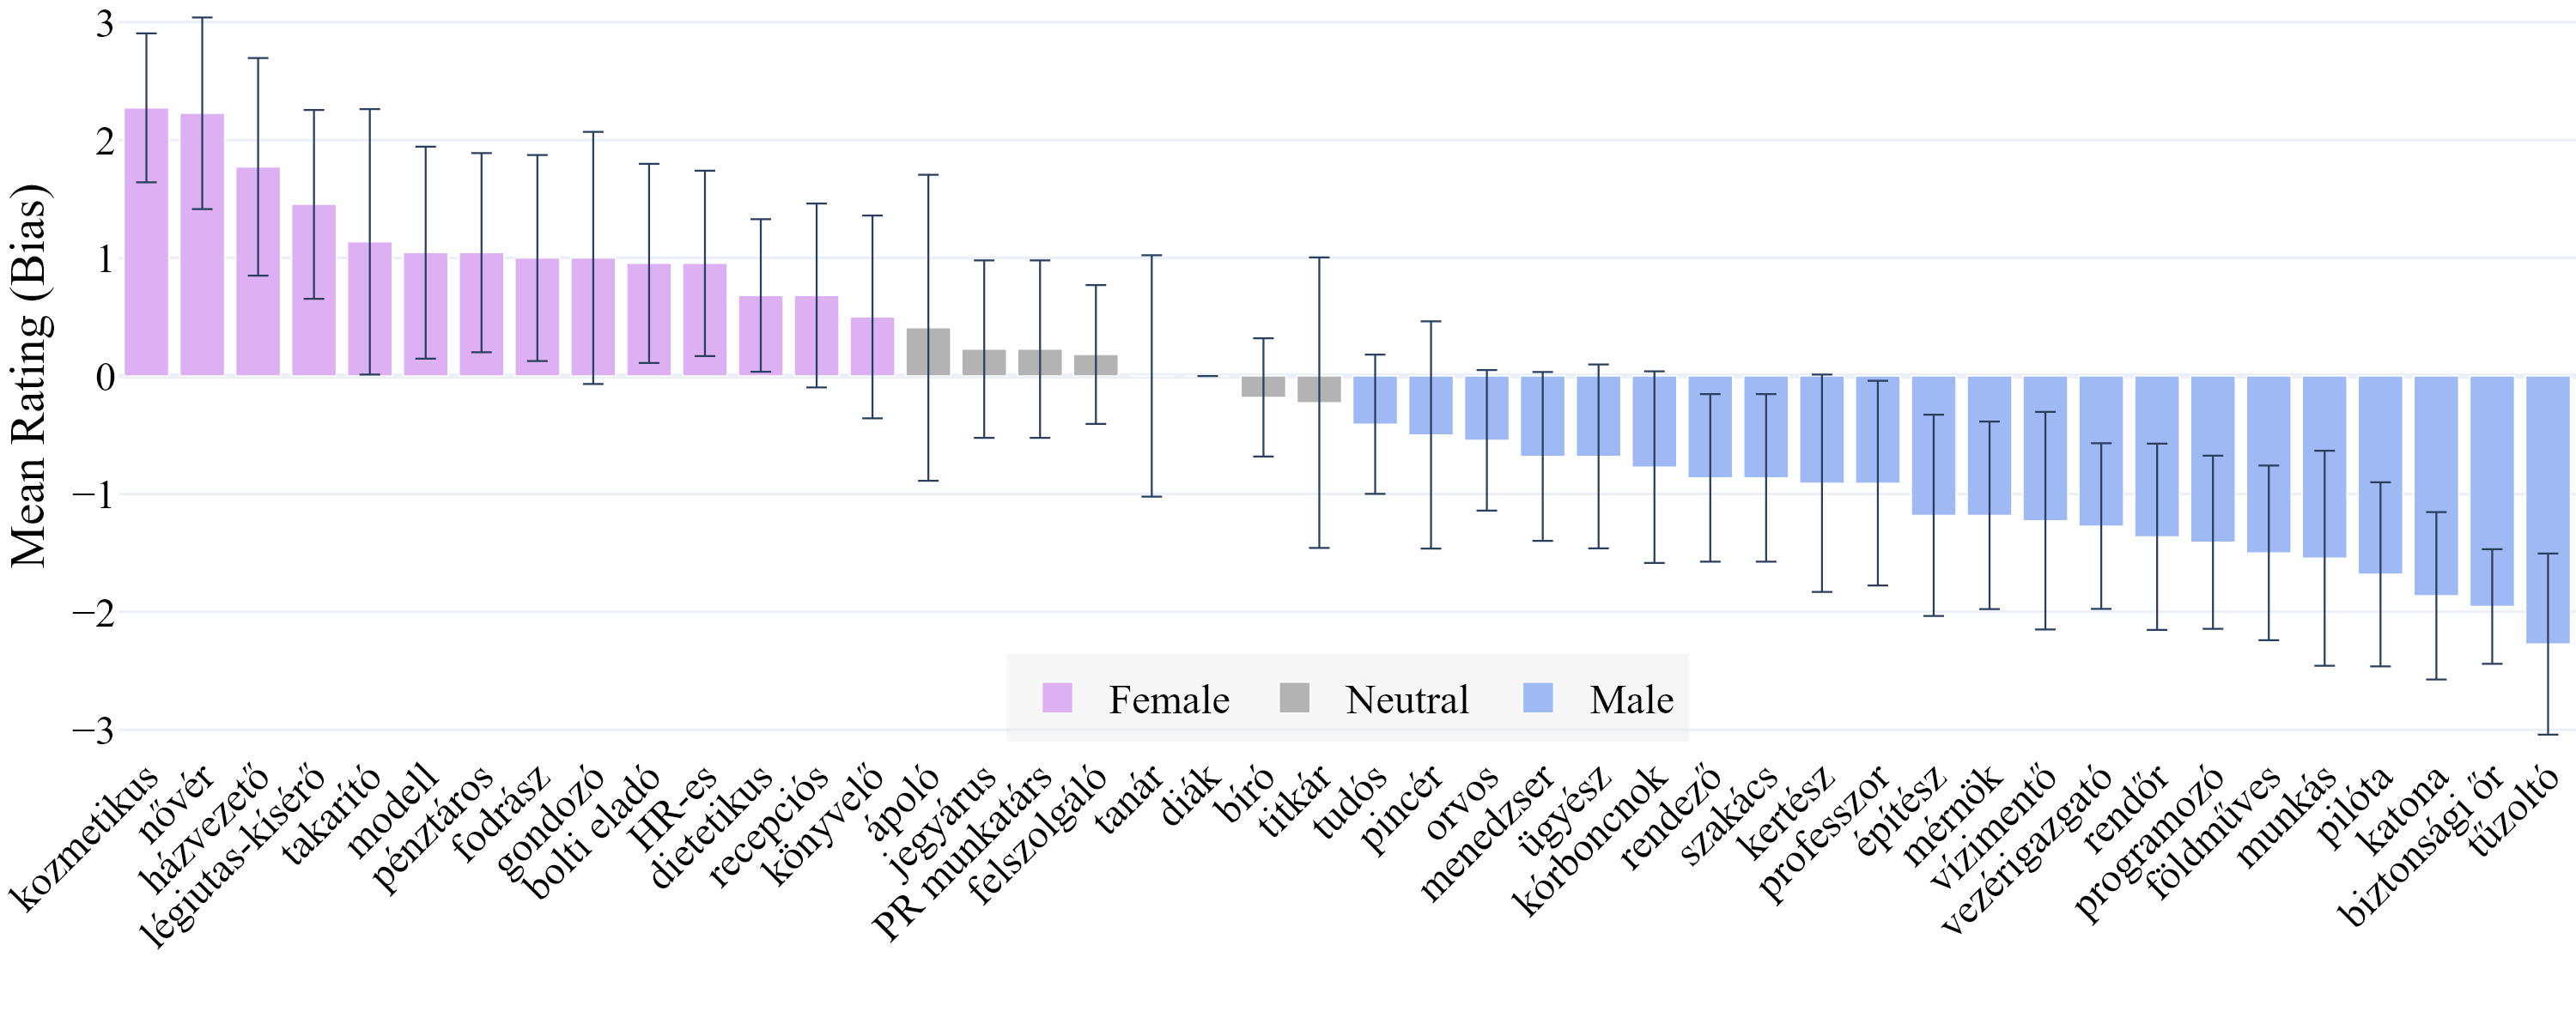 Mean Rating (Bias)
3
2
1
0
−1
−2
−3
Female
Neutral
Male
kozmetikus
nővér
házvezető
légiutas-kísérő
takarító
modell
pénztáros
fodrász
gondozó
bolti eladó
HR-es
dietetikus
recepciós
könyvelő
ápoló
jegyárus
PR munkatárs
felszolgáló
tanár
diák
bíró
titkár
tudós
pincér
orvos
menedzser
ügyész
kórboncnok
rendező
szakács
kertész
professzor
építész
mérnök
vízimentő
vezérigazgató
rendőr
programozó
földműves
munkás
pilóta
katona
biztonsági őr
tűzoltó